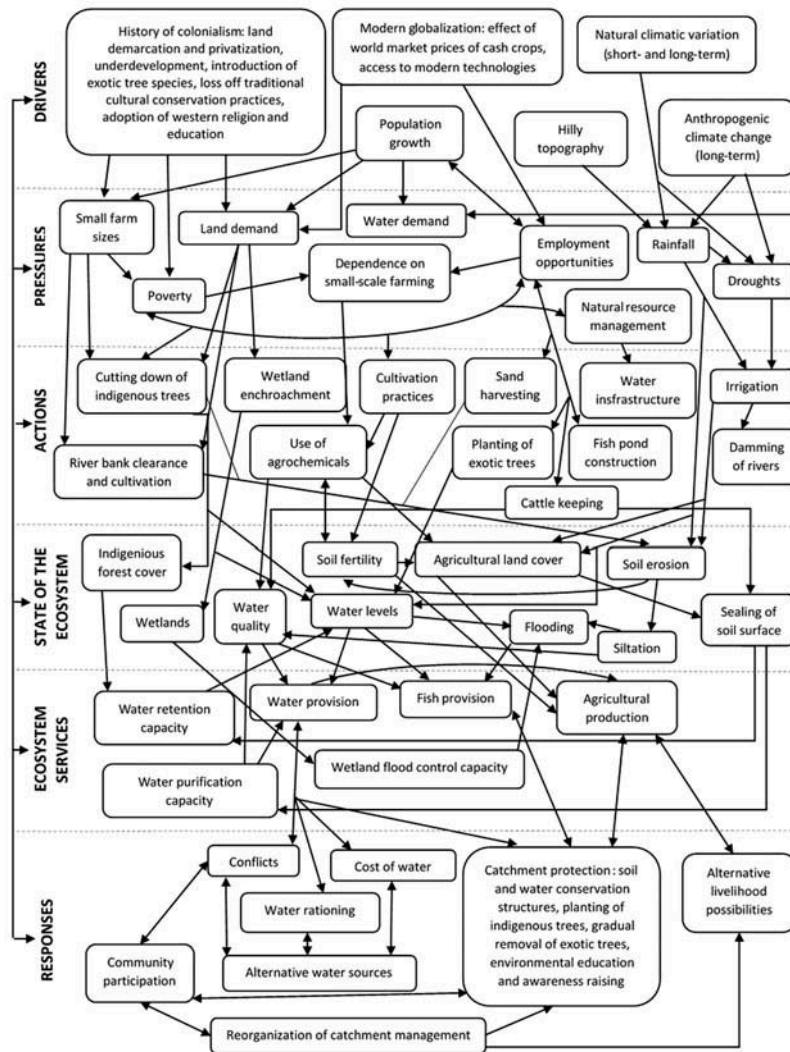 DRIVERS
History of colonialism: land
demarcation and privatization,
underdevelopment, introduction of
exotic tree species, loss off traditional
cultural conservation practices,
adoption of western religion and
education
Modern globalization: effect of
world market prices of cash crops,
access to modern technologies
Natural climatic variation
(short- and long-term)
Population
growth
Hilly
topography
Anthropogenic
climate change
(long-term)
PRESSURES
Small farm
sizes
Land demand
Water demand
Employment
opportunities
Rainfall
Droughts
Poverty
Dependence on
small-scale farming
Natural resource
management
ACTIONS
Cutting down of
indigenous trees
Wetland
enchroachment
Cultivation
practices
Sand
harvesting
Water
insfrastructure
Irrigation
River bank clearance
and cultivation
Use of
agrochemicals
Planting of
exotic trees
Fish pond
construction
Damming
of rivers
Cattle keeping
STATE OF THE
ECOSYSTEM
Indigenious
forest cover
Soil fertility
Agricultural land cover
Soil erosion
Wetlands
Water
quality
Water levels
Flooding
Siltation
Sealing of
soil surface
ECOSYSTEM
SERVICES
Water retention
capacity
Water provision
Fish provision
Agricultural
production
Water purification
capacity
Wetland flood control capacity
RESPONSES
Conflicts
Cost of water
Catchment protection: soil
and water conservation
structures, planting of
indigenous trees, gradual
removal of exotic trees,
environmental education
and awareness raising
Alternative
livelihood
possibilities
Water rationing
Community
participation
Alternative water sources
Reorganization of catchment management